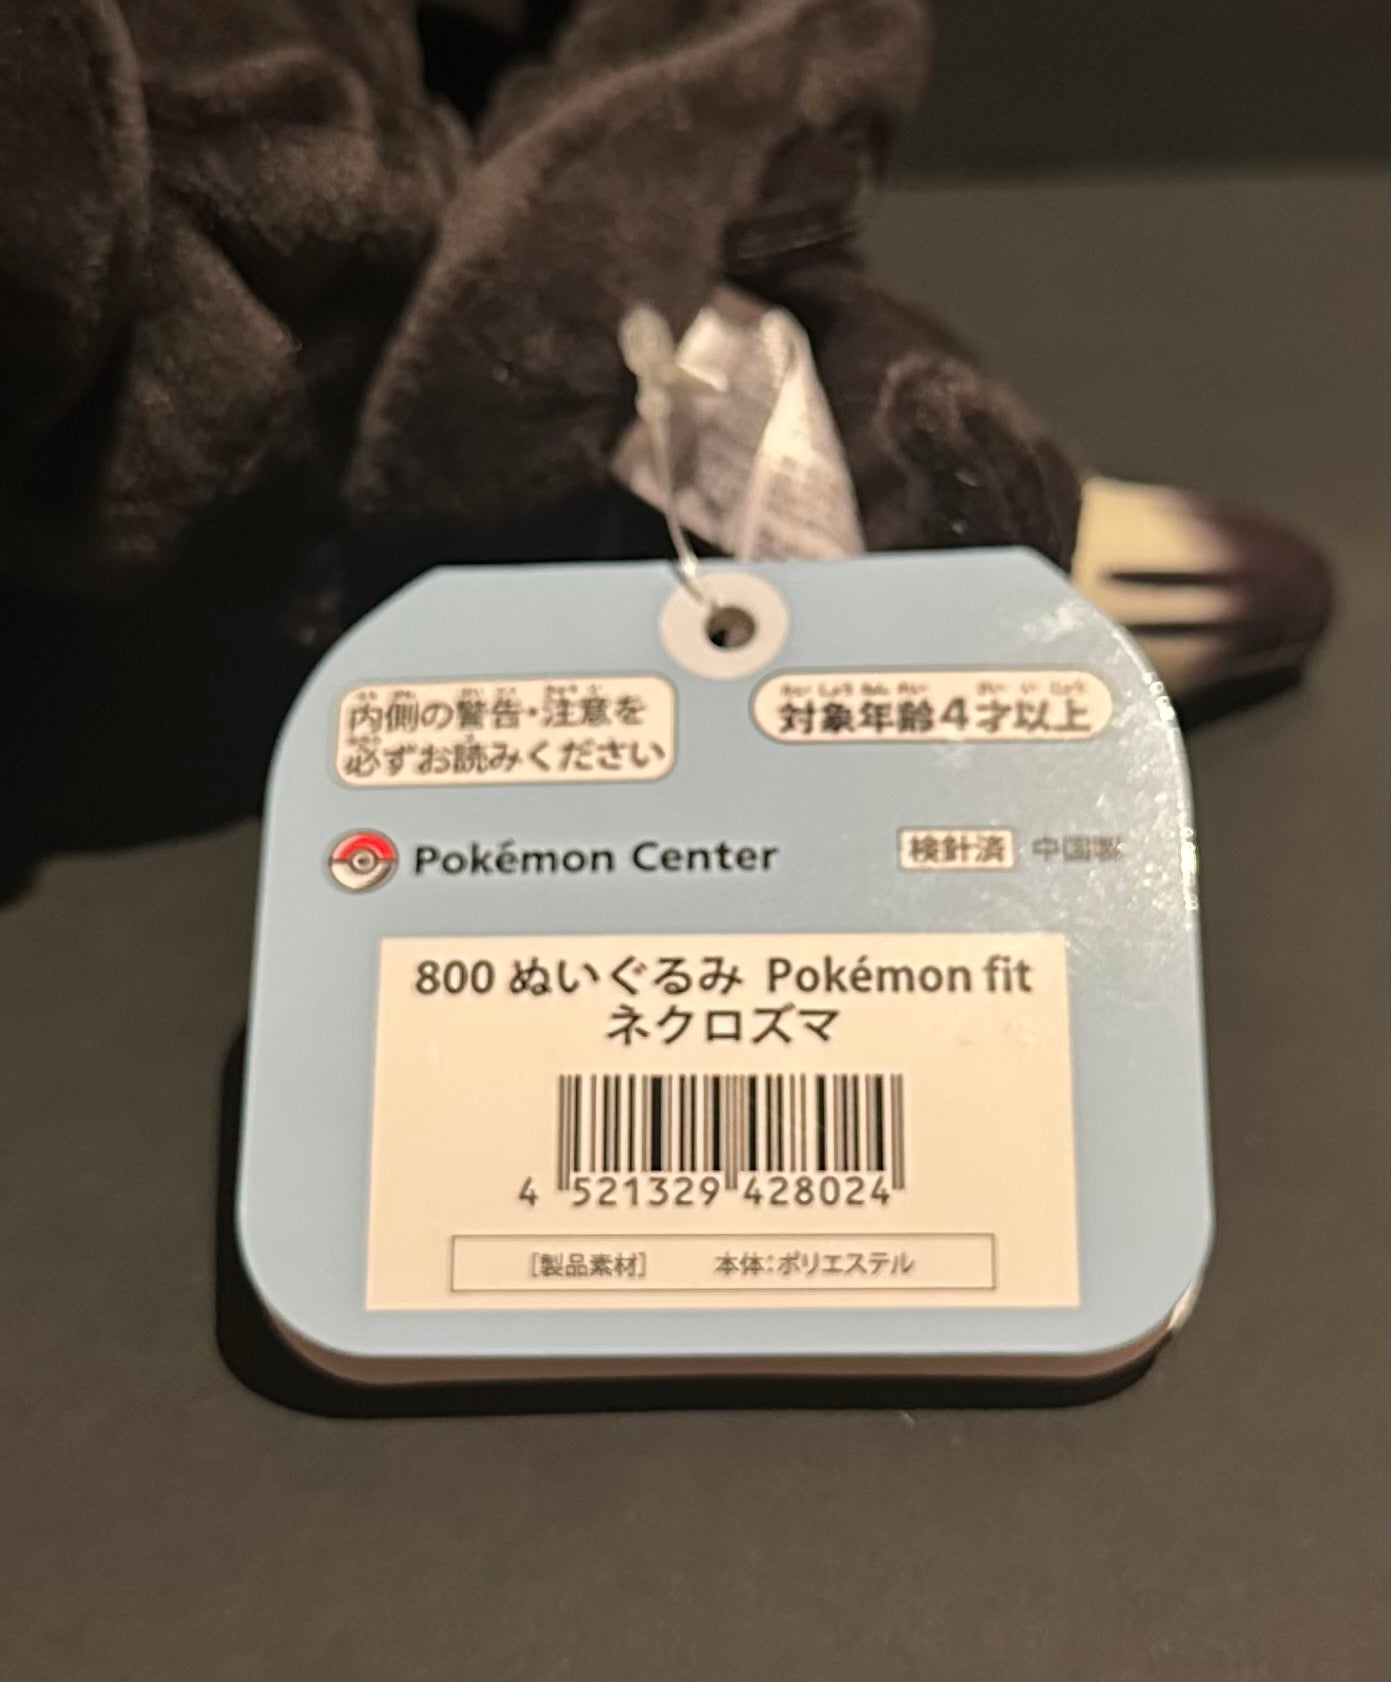 内側の警告・注意を
必ずお読みください
対象年齢4才以上
Pokémon Center
検針済 中国製
800 ぬいぐるみ Pokémon fit
ネクロズマ
4 521329 428024
[製品素材] 本体:ポリエステル